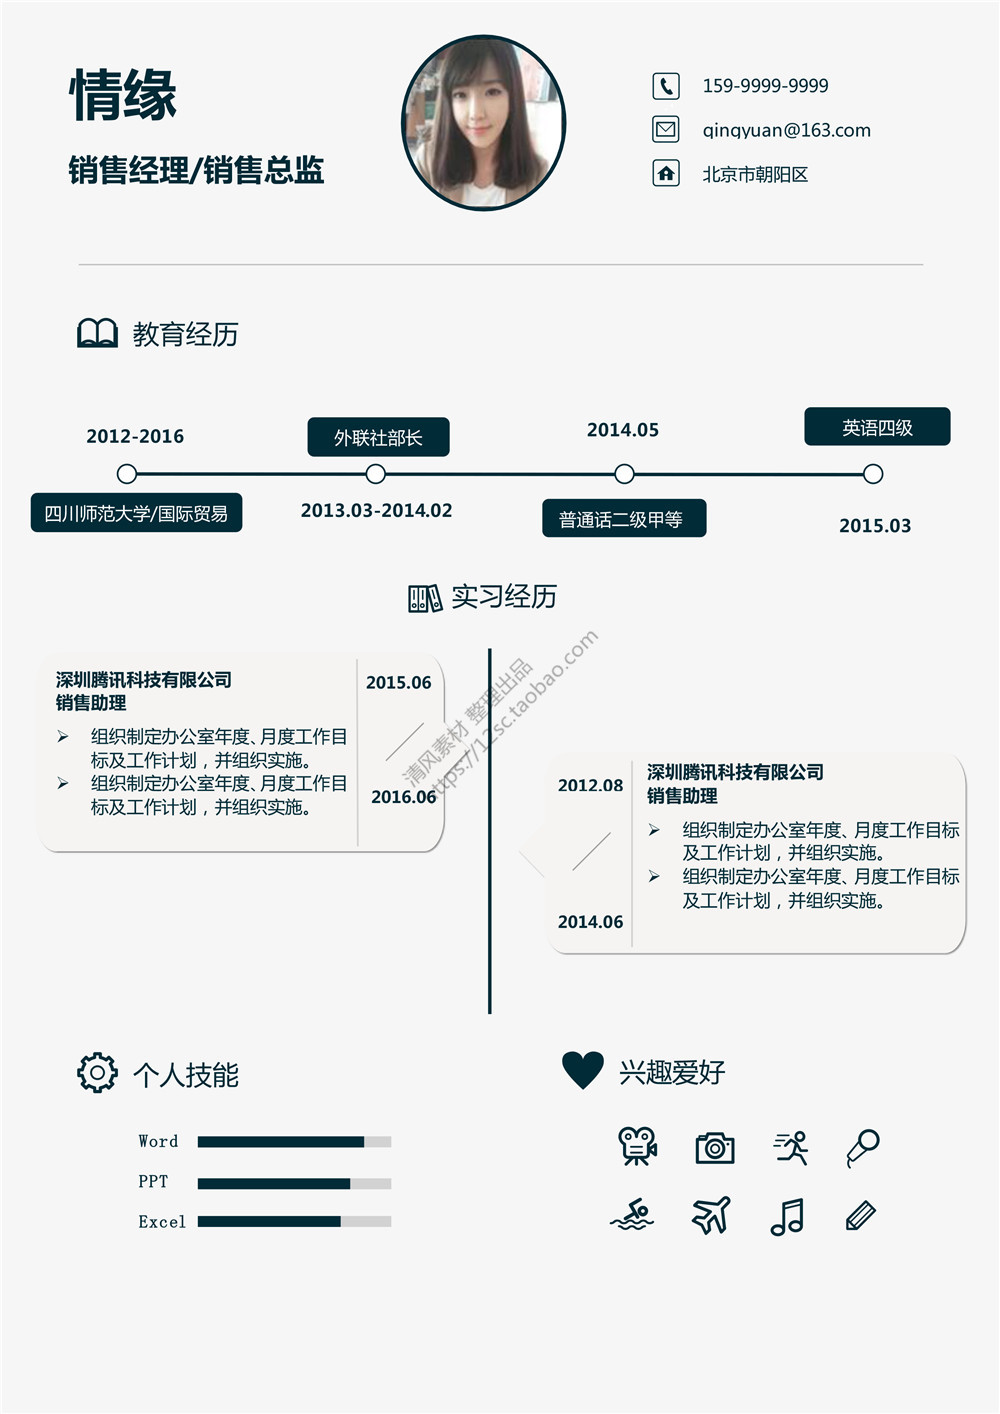 情缘
销售经理/销售总监
159-9999-9999
qingyuan@163.com
北京市朝阳区
教育经历
2012-2016
外联社部长
2014.05
英语四级
四川师范大学/国际贸易
2013.03-2014.02
普通话二级甲等
2015.03
实习经历
深圳腾讯科技有限公司
销售助理
组织制定办公室年度、月度工作目
标及工作计划，并组织实施。
组织制定办公室年度、月度工作目
标及工作计划，并组织实施。
2015.06
2016.06
清风素材 整理出品
ttps://12sc.taobao.com
2012.08
2014.06
深圳腾讯科技有限公司
销售助理
组织制定办公室年度、月度工作目标
及工作计划，并组织实施。
组织制定办公室年度、月度工作目标
及工作计划，并组织实施。
个人技能
Word
PPT
Excel
兴趣爱好